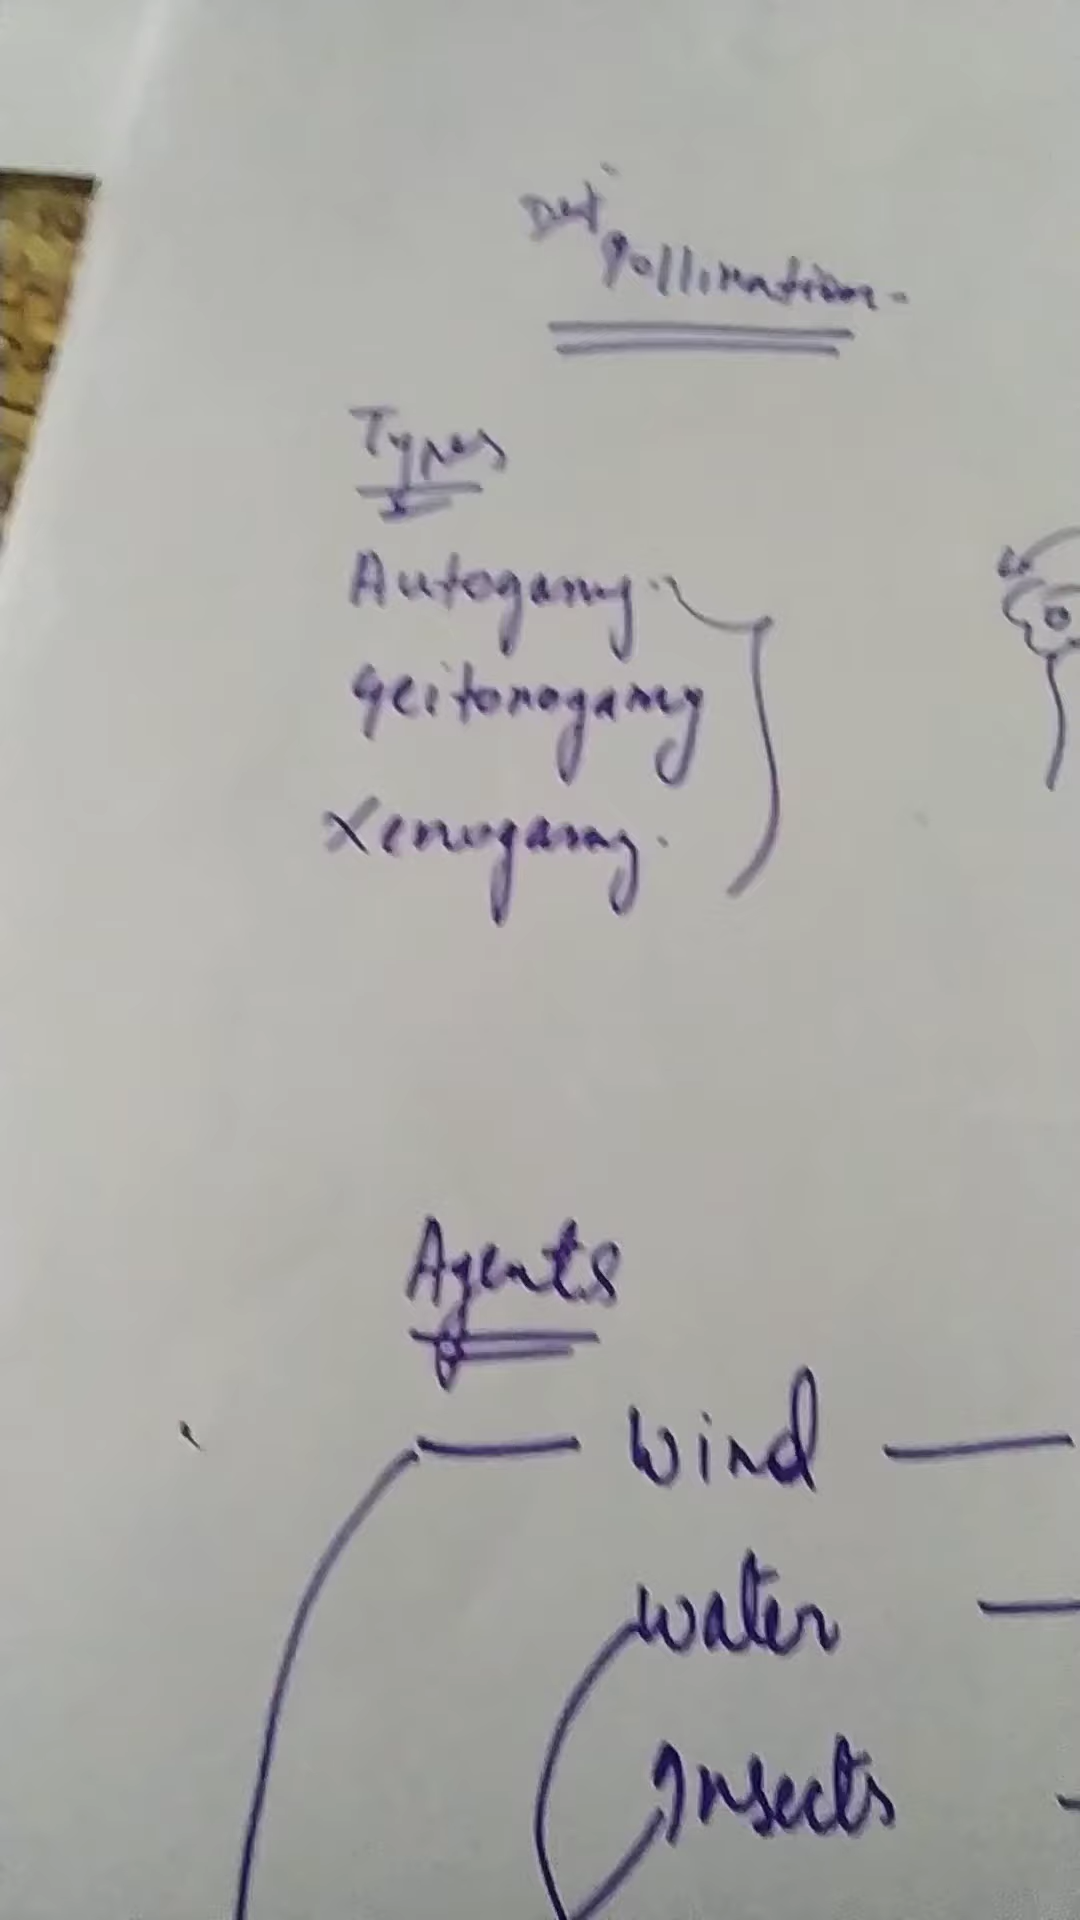 Def
Pollination.
Types
Autogamy.
Geitonogamy
Xenogamy.
Agents
Wind
Water
Insects